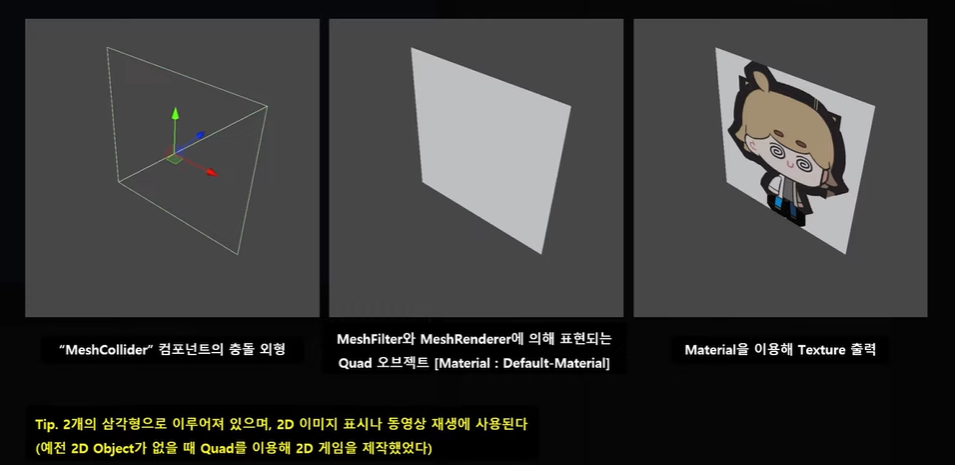 “MeshCollider” 컴포넌트의 충돌 외형
MeshFilter와 MeshRenderer에 의해 표현되는
Quad 오브젝트 [Material : Default-Material]
Material을 이용해 Texture 출력
Tip. 2개의 삼각형으로 이루어져 있으며, 2D 이미지 표시나 동영상 재생에 사용된다
(예전 2D Object가 없을 때 Quad를 이용해 2D 게임을 제작했었다)